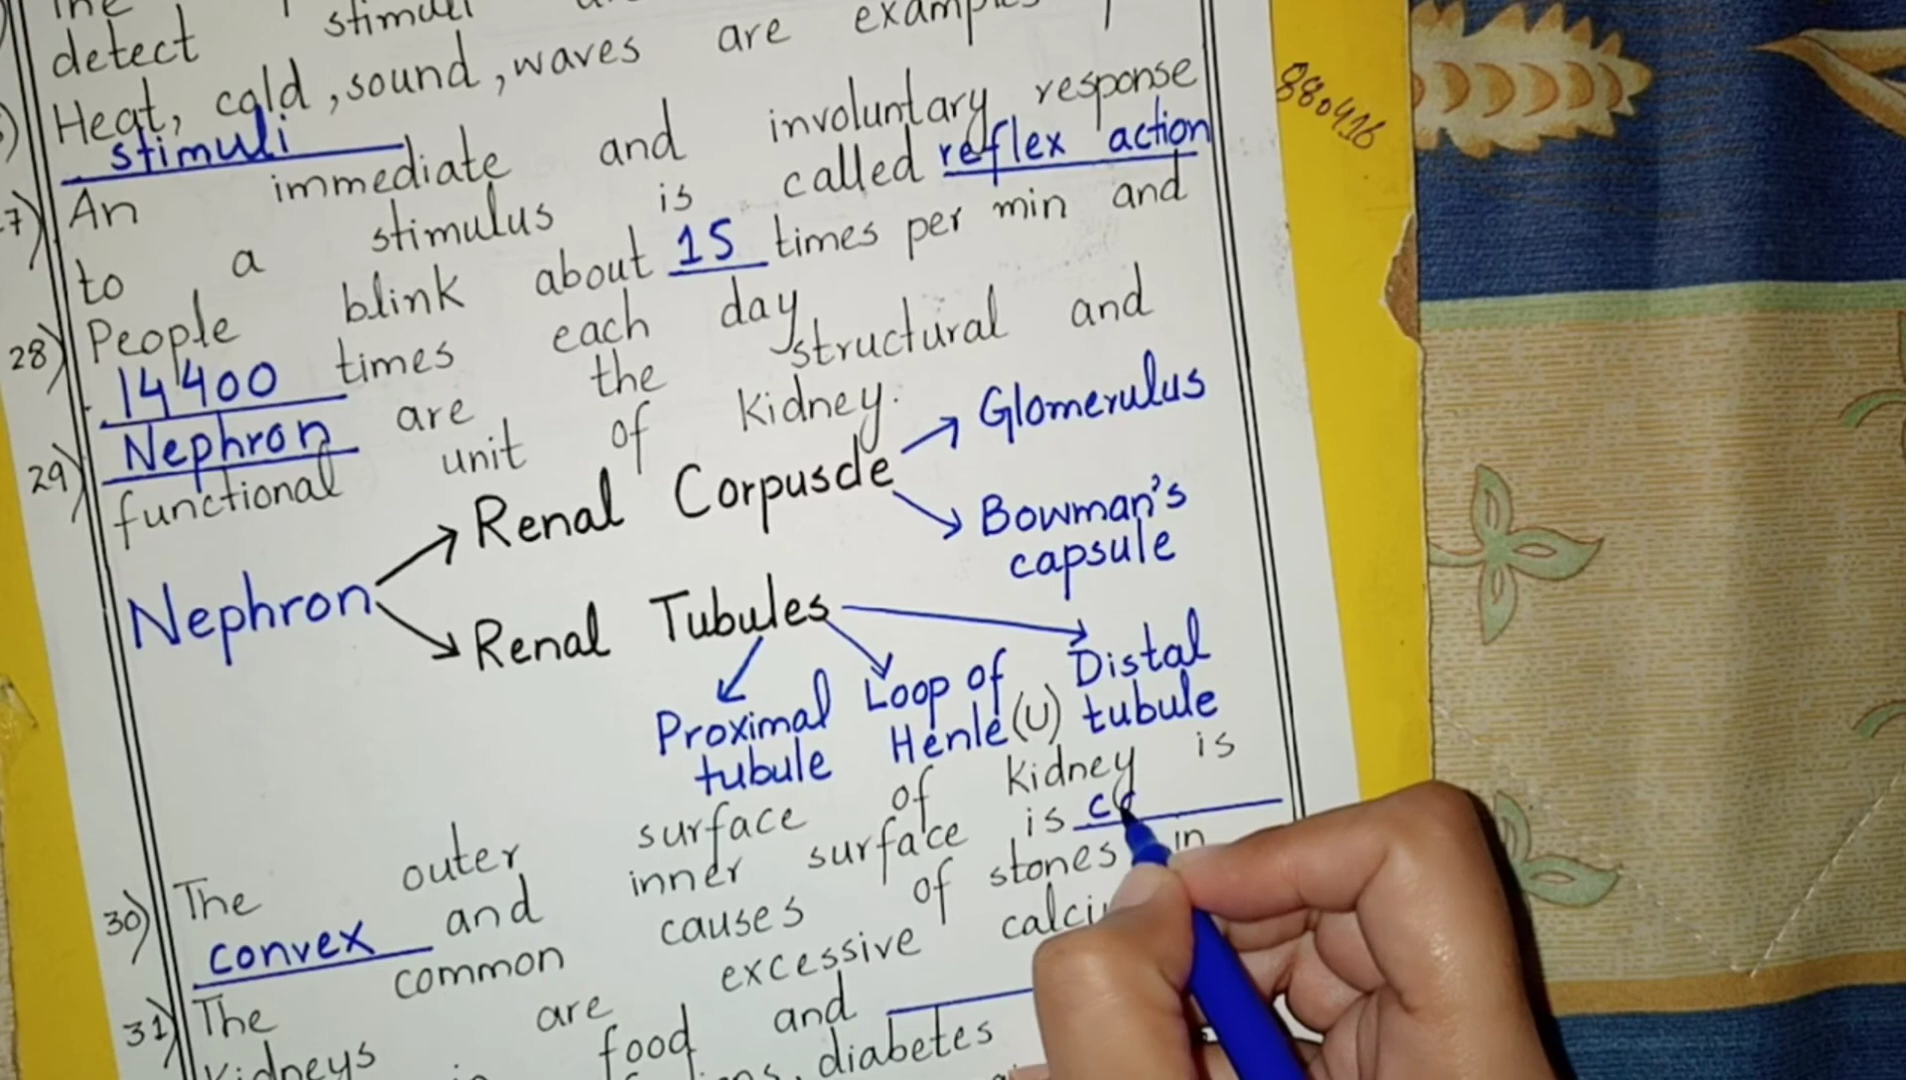 detect stimuli
Heat, cold, sound, waves are
stimuli
7) An immediate and involuntary response
to a stimulus is called reflex action
28) People blink about 15 times per min and
14400 times each day
29) Nephron are the structural and
functional unit of kidney.
Nephron
Renal Corpuscle
Glomerulus
Bowman's
capsule
Renal Tubules
Proximal
tubule
Loop of
Henle (U)
Distal
tubule
30) The outer surface of kidney is
convex and inner surface is
31) The common causes of stones in
Kidneys are excessive
food and
diabetes
880416